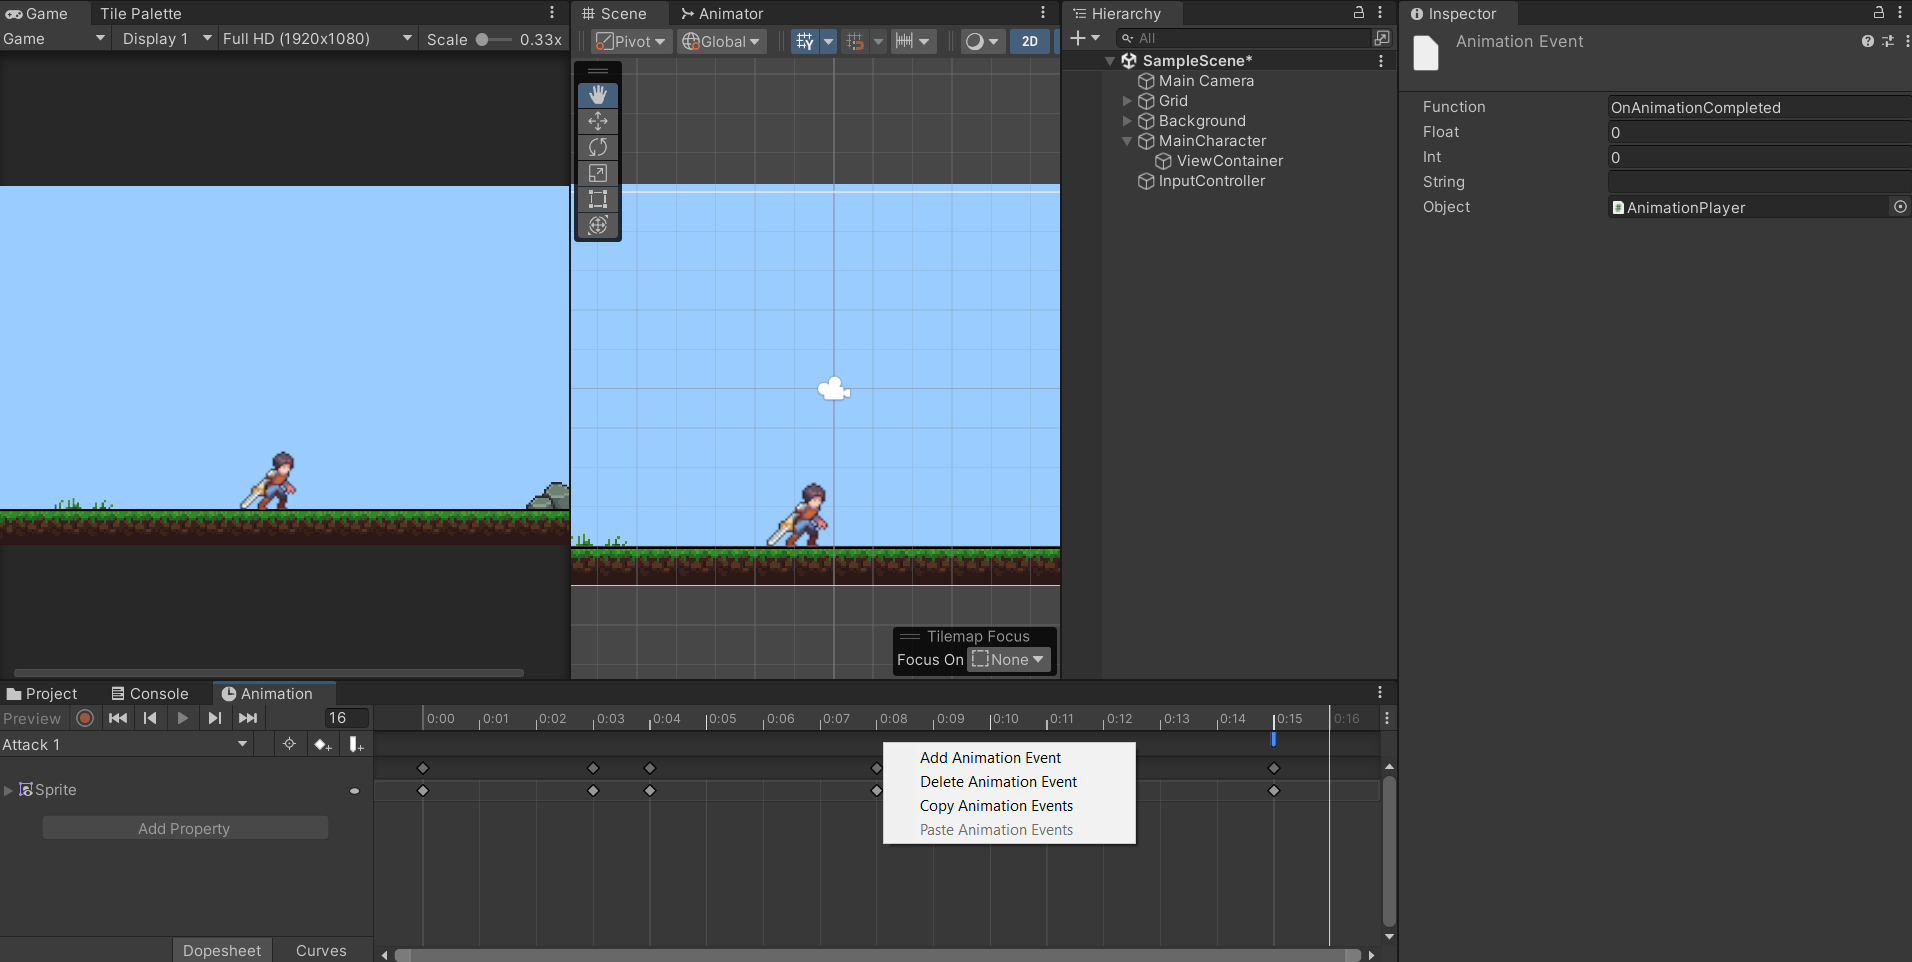 Game
Tile Palette
Game
Display 1
Full HD (1920x1080)
Scale
0.33x
Scene
Animator
Pivot
Global
2D
Tilemap Focus
Focus On
None
Hierarchy
All
SampleScene*
Main Camera
Grid
Background
MainCharacter
ViewContainer
InputController
Inspector
Animation Event
Function
OnAnimationCompleted
Float
0
Int
0
String
Object
AnimationPlayer
Project
Console
Animation
Preview
16
0:00
0:01
0:02
0:03
0:04
0:05
0:06
0:07
0:08
0:09
0:10
0:11
0:12
0:13
0:14
0:15
0:16
Attack 1
Sprite
Add Property
Add Animation Event
Delete Animation Event
Copy Animation Events
Paste Animation Events
Dopesheet
Curves